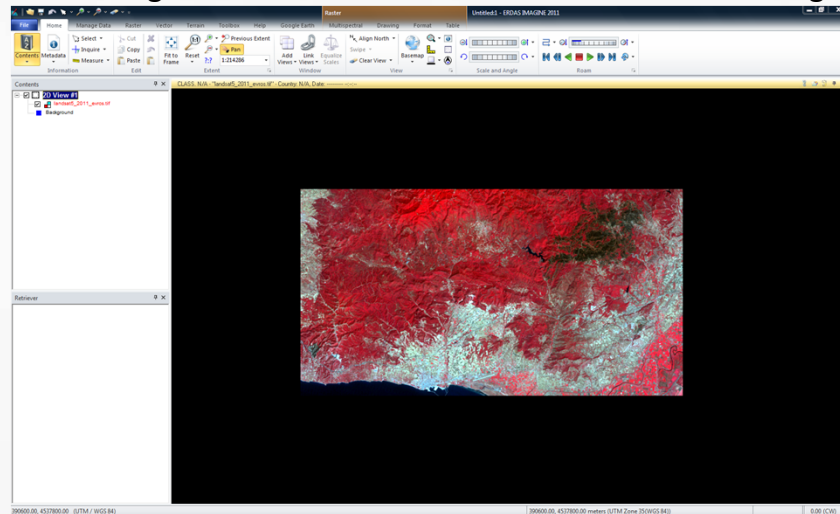 Raster Untitled:1 - ERDAS IMAGINE 2011
File Home Manage Data Raster Vector Terrain Toolbox Help Google Earth Multispectral Drawing Format Table
Contents Metadata
Select
Inquire
Measure
Information
Cut
Copy
Paste
Edit
Fit to Frame
Reset
Previous Extent
Pan
1:214286
Extent
Add Views
Link Views
Equalize Scales
Window
Align North
Swipe
Clear View
Basemap
View
Scale and Angle
Roam
Contents
2D View #1
landsat5_2011_evros.tif
Background
Retriever
CLASS: N/A - "landsat5_2011_evros.tif" Country: N/A Date:
390600.00, 4537800.00 (UTM / WGS 84)
390600.00, 4537800.00 meters (UTM Zone 35(WGS 84))
0.00 (CW)